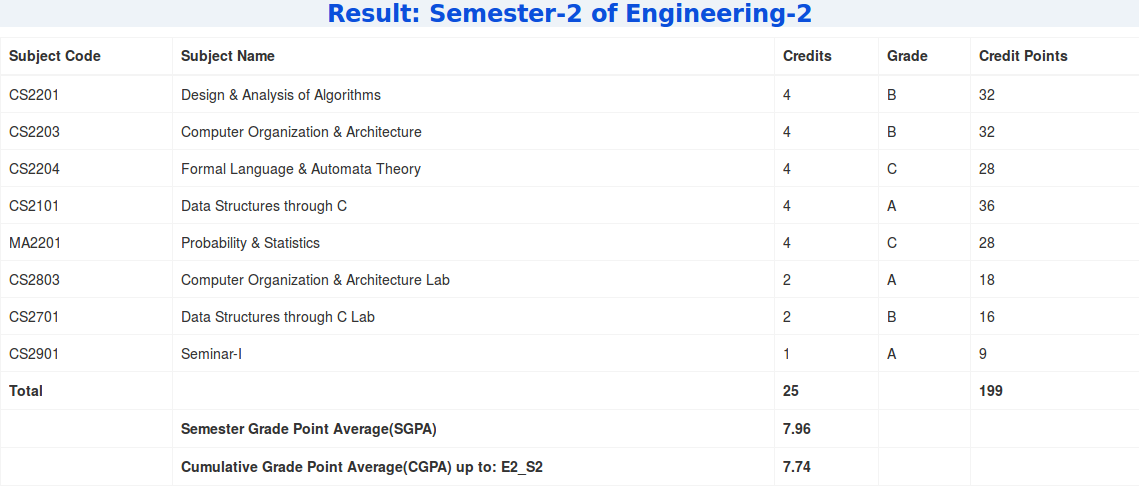 Result: Semester-2 of Engineering-2
Subject Code Subject Name Credits Grade Credit Points
CS2201 Design & Analysis of Algorithms 4 B 32
CS2203 Computer Organization & Architecture 4 B 32
CS2204 Formal Language & Automata Theory 4 C 28
CS2101 Data Structures through C 4 A 36
MA2201 Probability & Statistics 4 C 28
CS2803 Computer Organization & Architecture Lab 2 A 18
CS2701 Data Structures through C Lab 2 B 16
CS2901 Seminar-I 1 A 9
Total 25 199
Semester Grade Point Average(SGPA) 7.96
Cumulative Grade Point Average(CGPA) up to: E2_S2 7.74